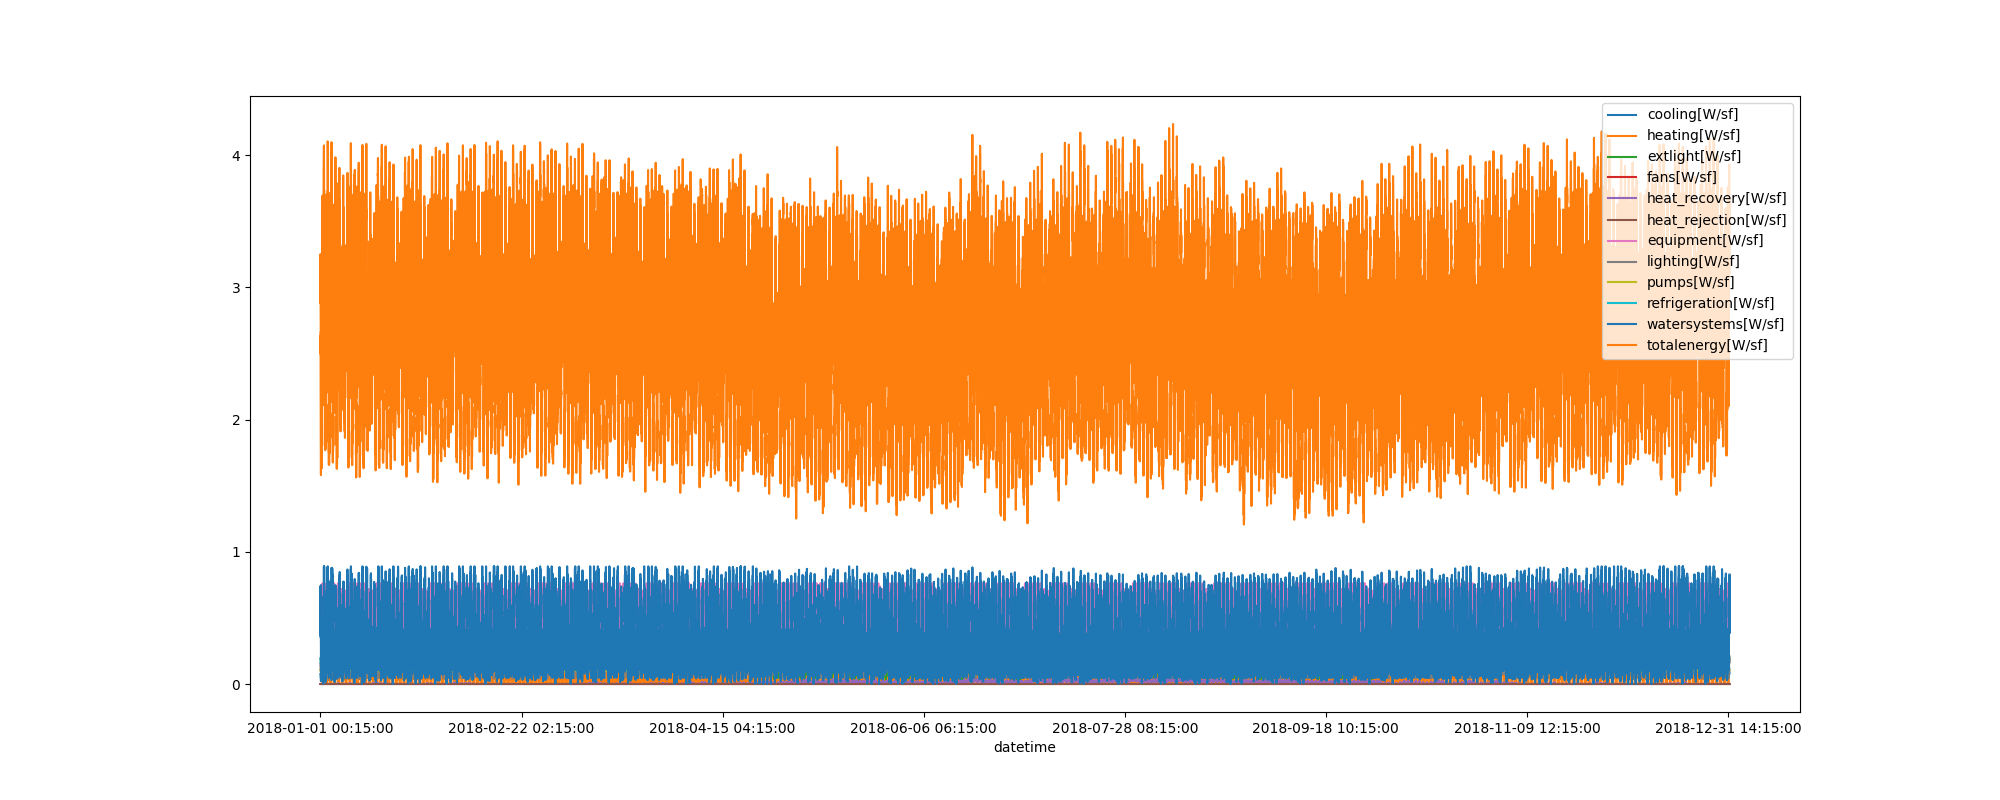 4
3
2
1
0
cooling[W/sf]
heating[W/sf]
extlight[W/sf]
fans[W/sf]
heat_recovery[W/sf]
heat_rejection[W/sf]
equipment[W/sf]
lighting[W/sf]
pumps[W/sf]
refrigeration[W/sf]
watersystems[W/sf]
totalenergy[W/sf]
2018-01-01 00:15:00 2018-02-22 02:15:00 2018-04-15 04:15:00 2018-06-06 06:15:00 2018-07-28 08:15:00 2018-09-18 10:15:00 2018-11-09 12:15:00 2018-12-31 14:15:00
datetime